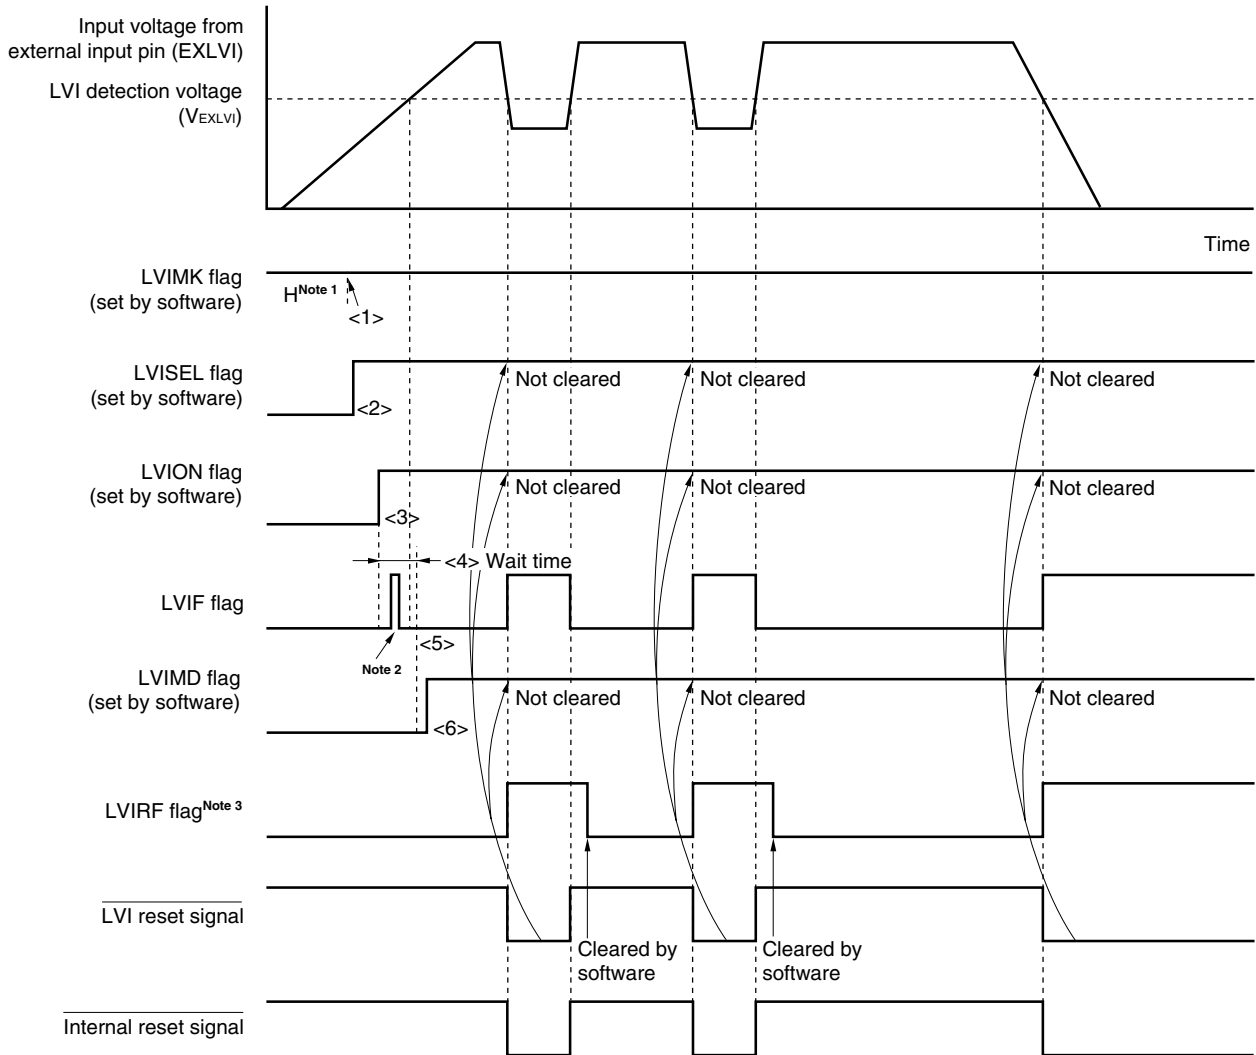 Input voltage from
external input pin (EXLVI)
LVI detection voltage
(VEXLVI)
Time
LVIMK flag
(set by software)
HNote 1
<1>
LVISEL flag
(set by software)
<2>
Not cleared
Not cleared
Not cleared
LVION flag
(set by software)
<3>
Not cleared
Not cleared
Not cleared
<4> Wait time
LVIF flag
Note 2
<5>
LVIMD flag
(set by software)
<6>
Not cleared
Not cleared
Not cleared
LVIRF flagNote 3
LVI reset signal
Cleared by
software
Cleared by
software
Internal reset signal